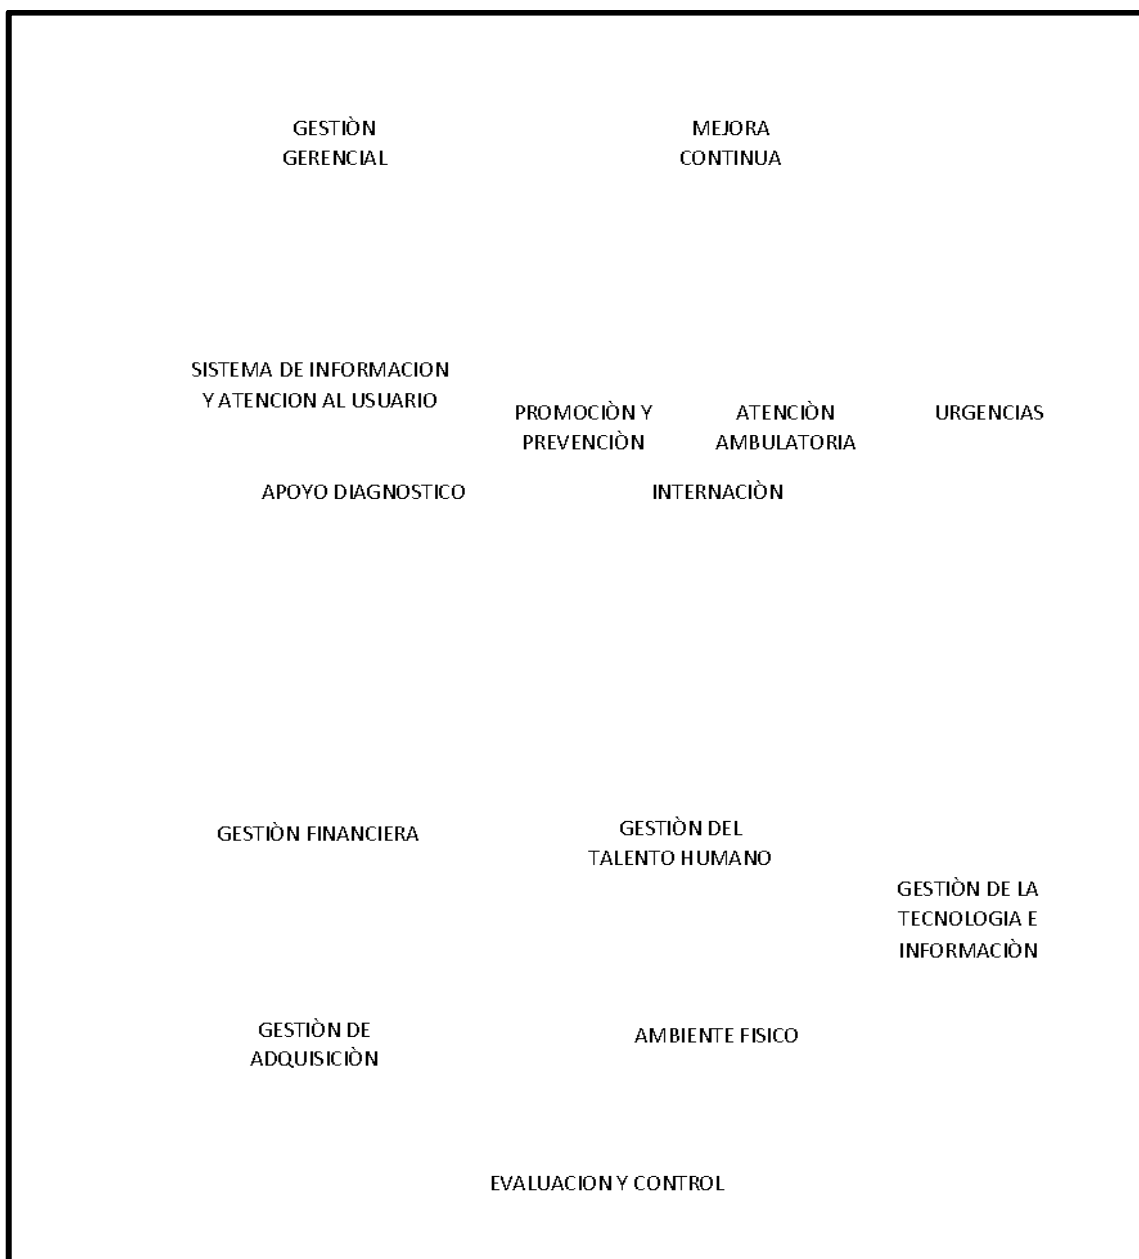 GESTIÒN
GERENCIAL
MEJORA
CONTINUA
SISTEMA DE INFORMACION
Y ATENCION AL USUARIO
PROMOCIÒN Y
PREVENCIÒN
ATENCIÒN
AMBULATORIA
URGENCIAS
APOYO DIAGNOSTICO
INTERNACIÒN
GESTIÒN FINANCIERA
GESTIÒN DEL
TALENTO HUMANO
GESTIÒN DE LA
TECNOLOGIA E
INFORMACIÒN
GESTIÒN DE
ADQUISICIÒN
AMBIENTE FISICO
EVALUACION Y CONTROL